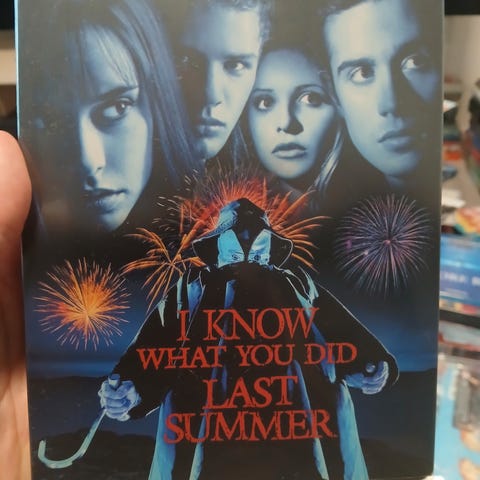 I KNOW
WHAT YOU DID
LAST
SUMMER